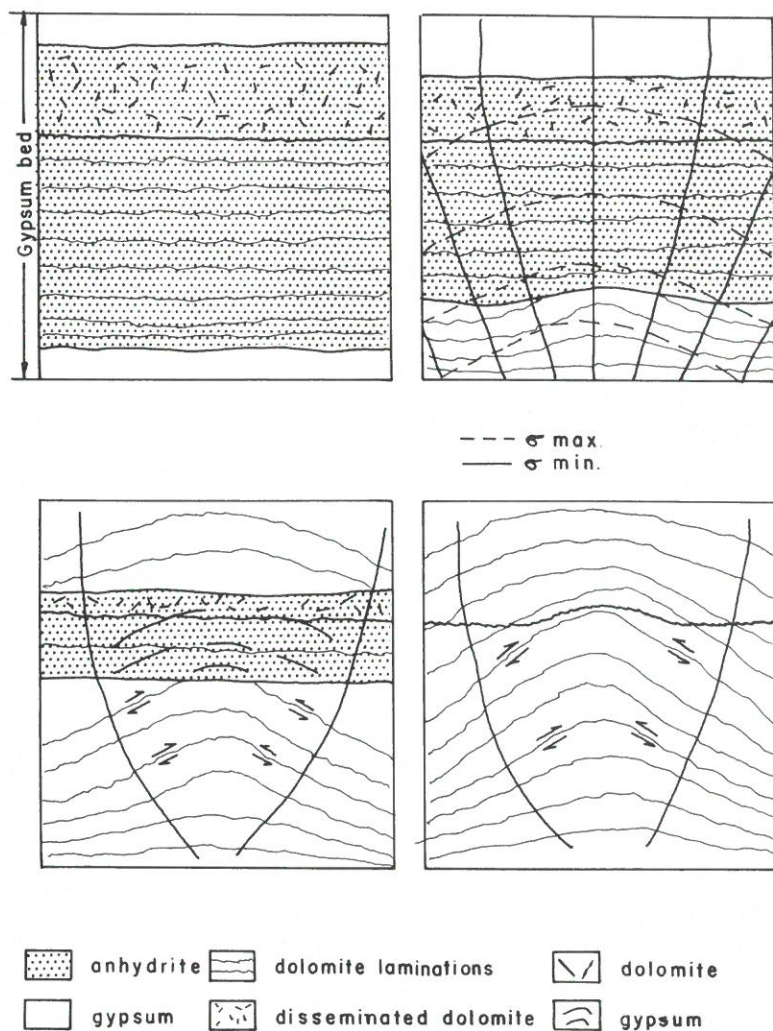 Gypsum bed
σ max.
σ min.
anhydrite
dolomite laminations
dolomite
gypsum
disseminated dolomite
gypsum